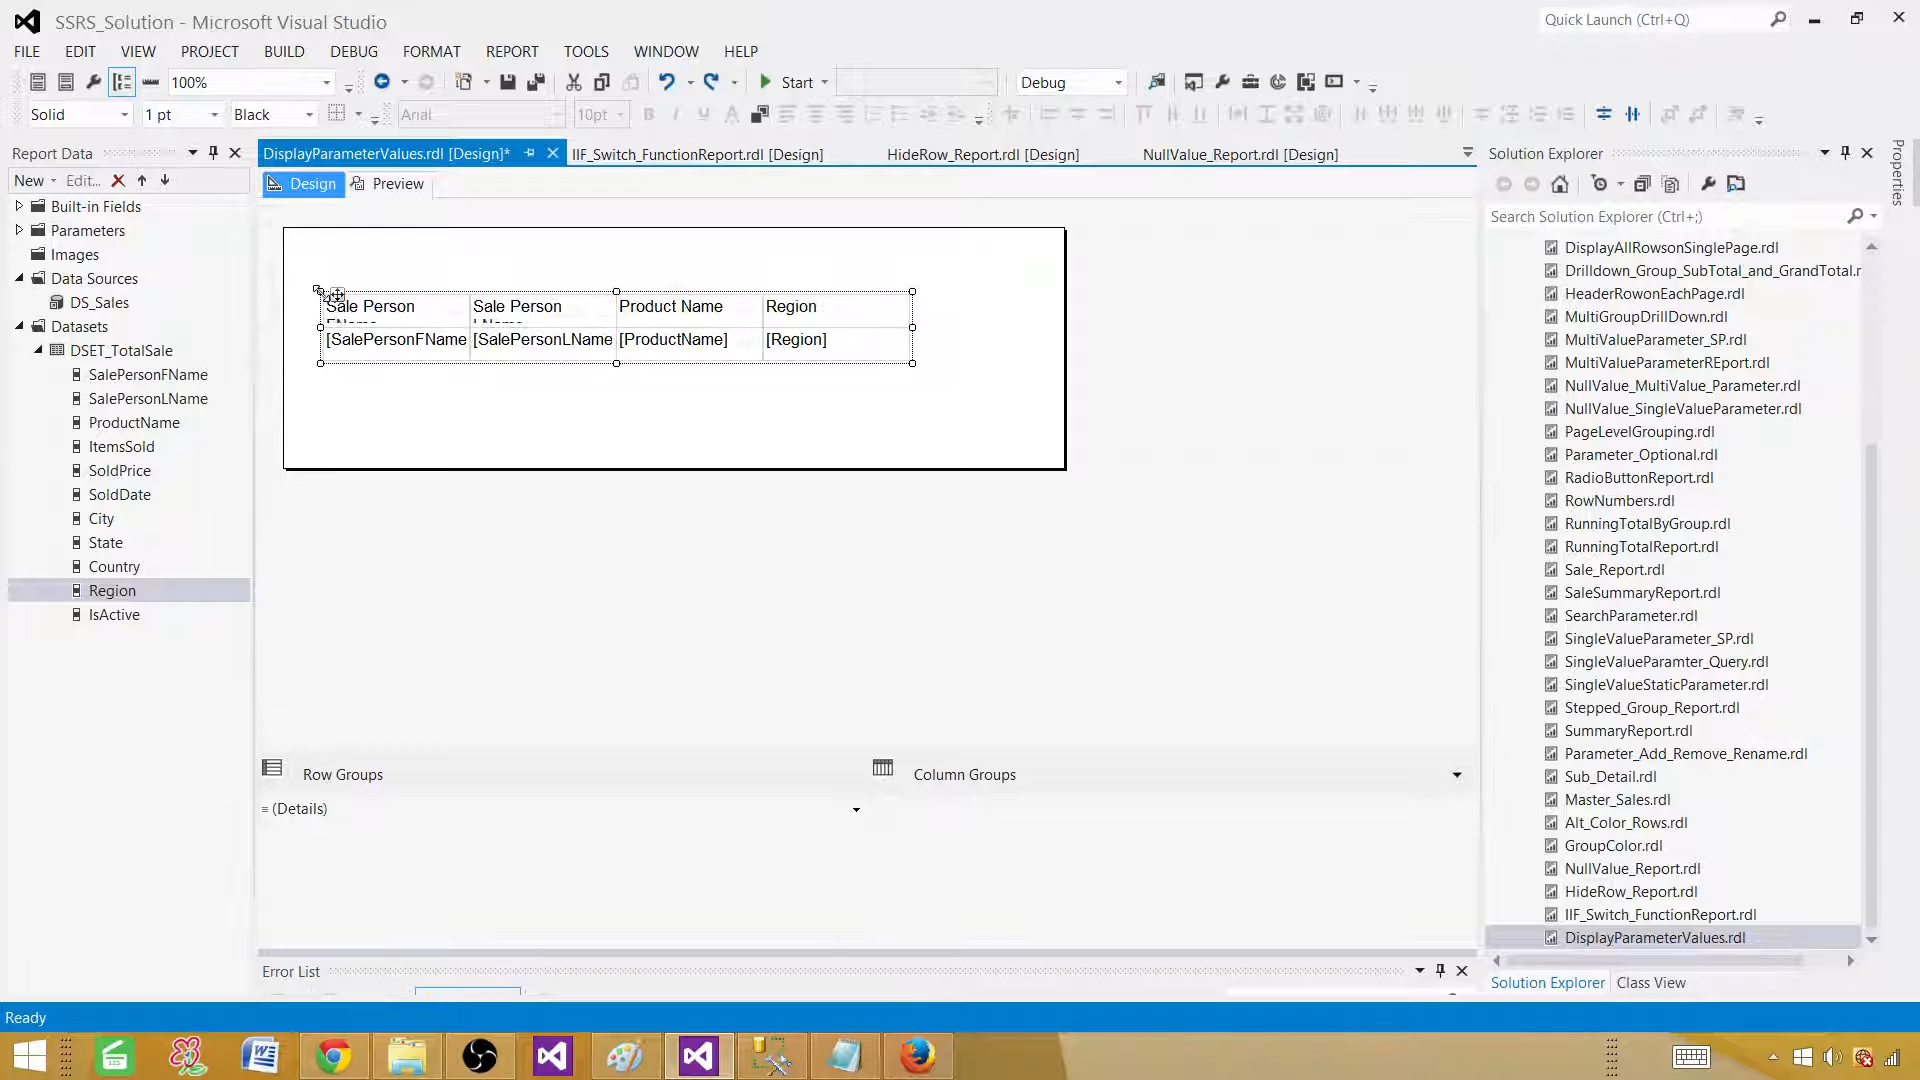 SSRS_Solution - Microsoft Visual Studio
Quick Launch (Ctrl+Q)
FILE EDIT VIEW PROJECT BUILD DEBUG FORMAT REPORT TOOLS WINDOW HELP
100% Start Debug
Solid 1 pt Black Arial 10pt B I U A
Report Data
DisplayParameterValues.rdl [Design]* IIF_Switch_FunctionReport.rdl [Design] HideRow_Report.rdl [Design] NullValue_Report.rdl [Design]
Solution Explorer
Properties
New Edit...
Design Preview
Search Solution Explorer (Ctrl+;)
Built-in Fields
Parameters
Images
Data Sources
DS_Sales
Datasets
DSET_TotalSale
SalePersonFName
SalePersonLName
ProductName
ItemsSold
SoldPrice
SoldDate
City
State
Country
Region
IsActive
Sale Person FName Sale Person LName Product Name Region
[SalePersonFName [SalePersonLName [ProductName] [Region]
Row Groups Column Groups
(Details)
Error List
DisplayAllRowsonSinglePage.rdl
Drilldown_Group_SubTotal_and_GrandTotal.r
HeaderRowonEachPage.rdl
MultiGroupDrillDown.rdl
MultiValueParameter_SP.rdl
MultiValueParameterREport.rdl
NullValue_MultiValue_Parameter.rdl
NullValue_SingleValueParameter.rdl
PageLevelGrouping.rdl
Parameter_Optional.rdl
RadioButtonReport.rdl
RowNumbers.rdl
RunningTotalByGroup.rdl
RunningTotalReport.rdl
Sale_Report.rdl
SaleSummaryReport.rdl
SearchParameter.rdl
SingleValueParameter_SP.rdl
SingleValueParamter_Query.rdl
SingleValueStaticParameter.rdl
Stepped_Group_Report.rdl
SummaryReport.rdl
Parameter_Add_Remove_Rename.rdl
Sub_Detail.rdl
Master_Sales.rdl
Alt_Color_Rows.rdl
GroupColor.rdl
NullValue_Report.rdl
HideRow_Report.rdl
IIF_Switch_FunctionReport.rdl
DisplayParameterValues.rdl
Solution Explorer Class View
Ready